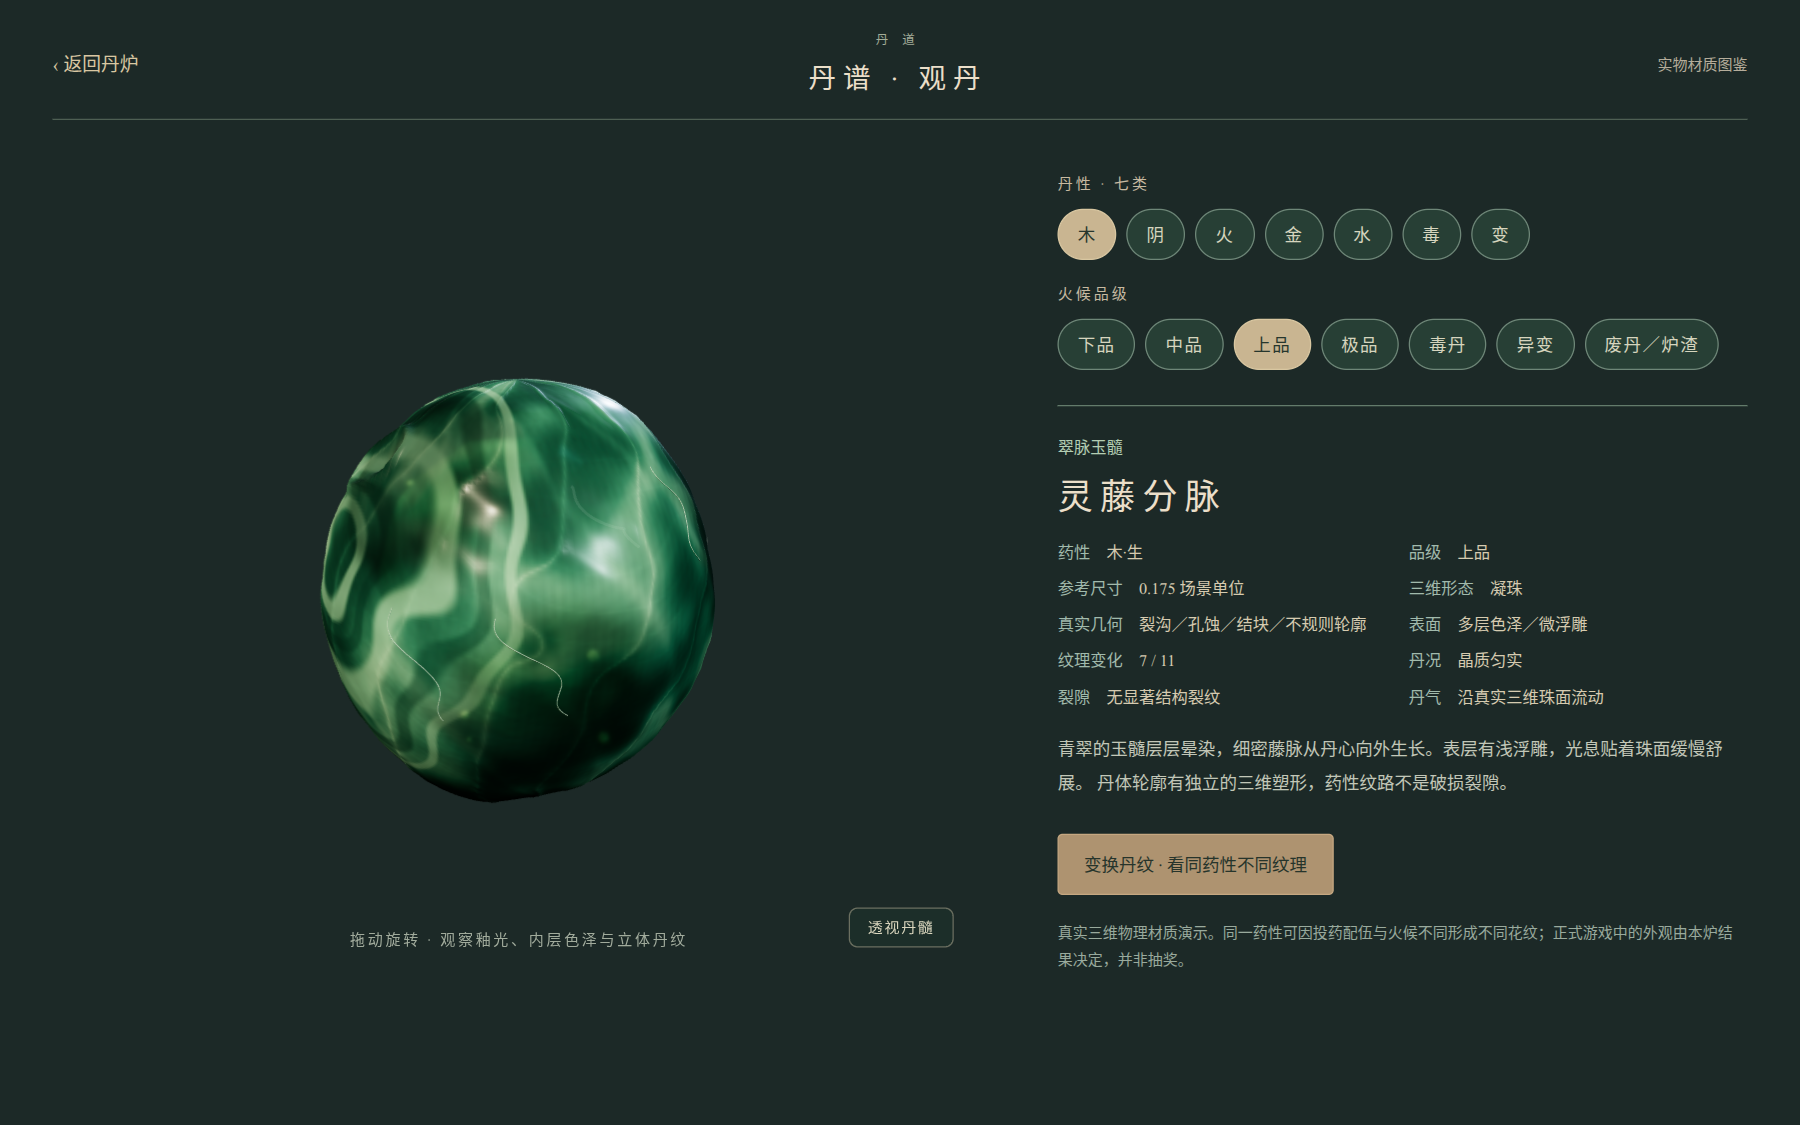 丹 道
‹ 返回丹炉
丹谱 · 观丹
实物材质图鉴
丹性 · 七类
木 阴 火 金 水 毒 变
火候品级
下品 中品 上品 极品 毒丹 异变 废丹／炉渣
翠脉玉髓
灵藤分脉
药性 木·生 品级 上品
参考尺寸 0.175 场景单位 三维形态 凝珠
真实几何 裂沟／孔蚀／结块／不规则轮廓 表面 多层色泽／微浮雕
纹理变化 7 / 11 丹况 晶质匀实
裂隙 无显著结构裂纹 丹气 沿真实三维珠面流动
青翠的玉髓层层晕染，细密藤脉从丹心向外生长。表层有浅浮雕，光息贴着珠面缓慢舒
展。 丹体轮廓有独立的三维塑形，药性纹路不是破损裂隙。
变换丹纹 · 看同药性不同纹理
透视丹髓
拖动旋转 · 观察釉光、内层色泽与立体丹纹
真实三维物理材质演示。同一药性可因投药配伍与火候不同形成不同花纹；正式游戏中的外观由本炉结
果决定，并非抽奖。